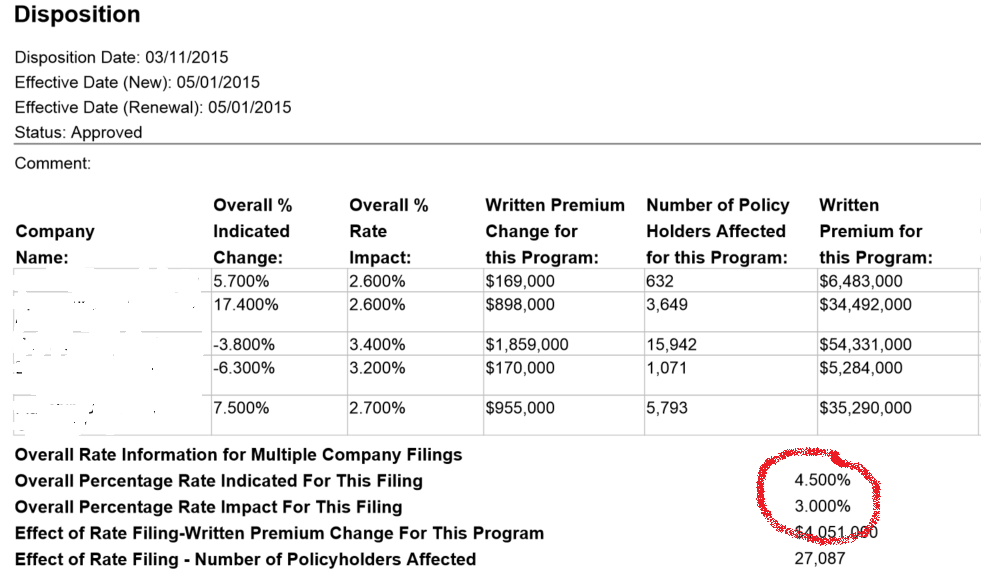 Disposition
Disposition Date: 03/11/2015
Effective Date (New): 05/01/2015
Effective Date (Renewal): 05/01/2015
Status: Approved
Comment:
Overall % Overall % Written Premium Number of Policy Written
Company Indicated Rate Change for Holders Affected Premium for
Name: Change: Impact: this Program: for this Program: this Program:
5.700% 2.600% $169,000 632 $6,483,000
17.400% 2.600% $898,000 3,649 $34,492,000
-3.800% 3.400% $1,859,000 15,942 $54,331,000
-6.300% 3.200% $170,000 1,071 $5,284,000
7.500% 2.700% $955,000 5,793 $35,290,000
Overall Rate Information for Multiple Company Filings
Overall Percentage Rate Indicated For This Filing 4.500%
Overall Percentage Rate Impact For This Filing 3.000%
Effect of Rate Filing-Written Premium Change For This Program $4,051,000
Effect of Rate Filing - Number of Policyholders Affected 27,087